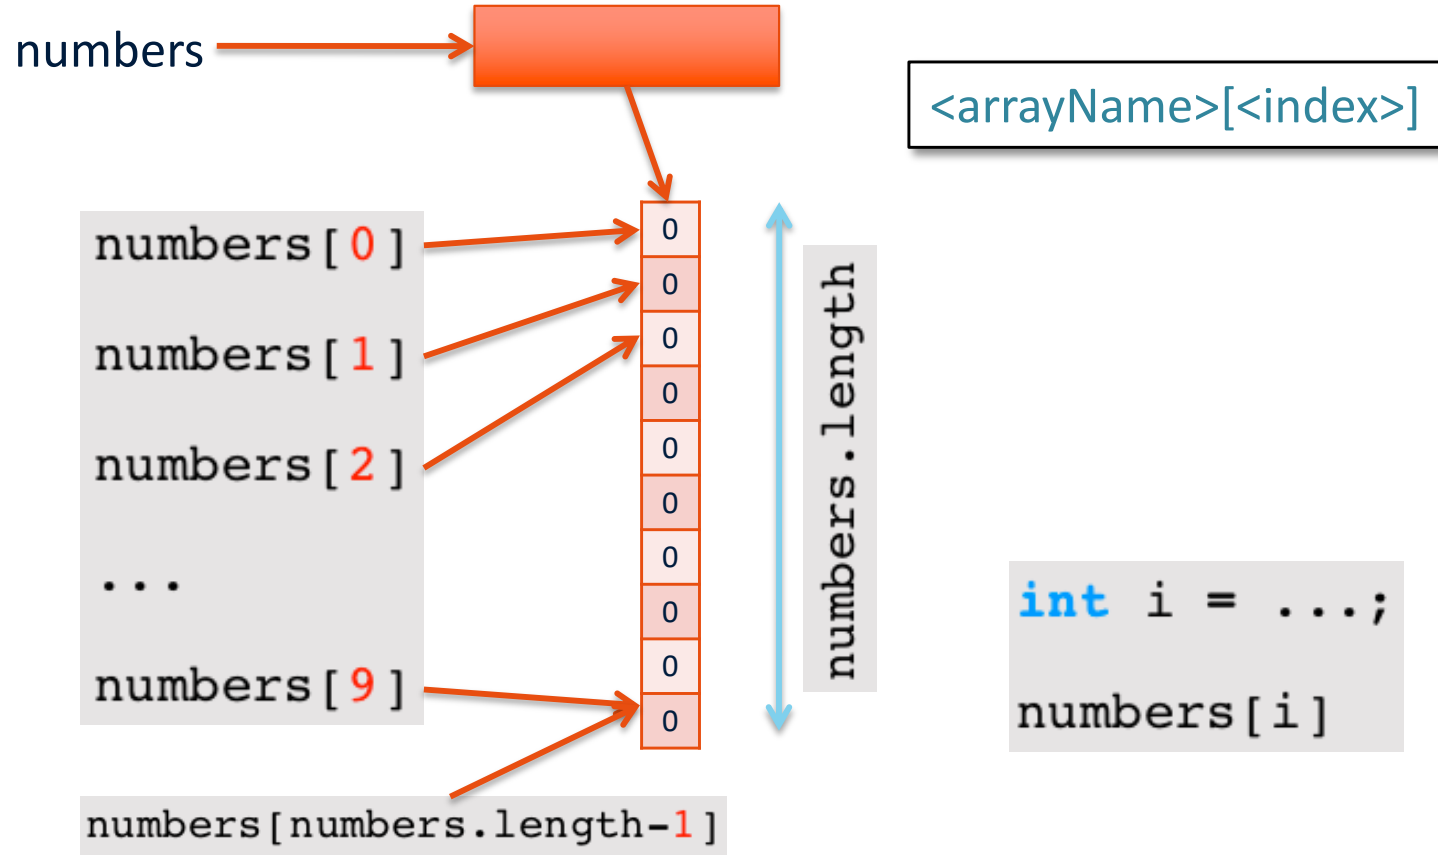 numbers
<arrayName>[<index>]
numbers[0]
numbers[1]
numbers[2]
...
numbers[9]
numbers[numbers.length-1]
0
0
0
0
0
0
0
0
0
0
numbers.length
int i = ...;
numbers[i]